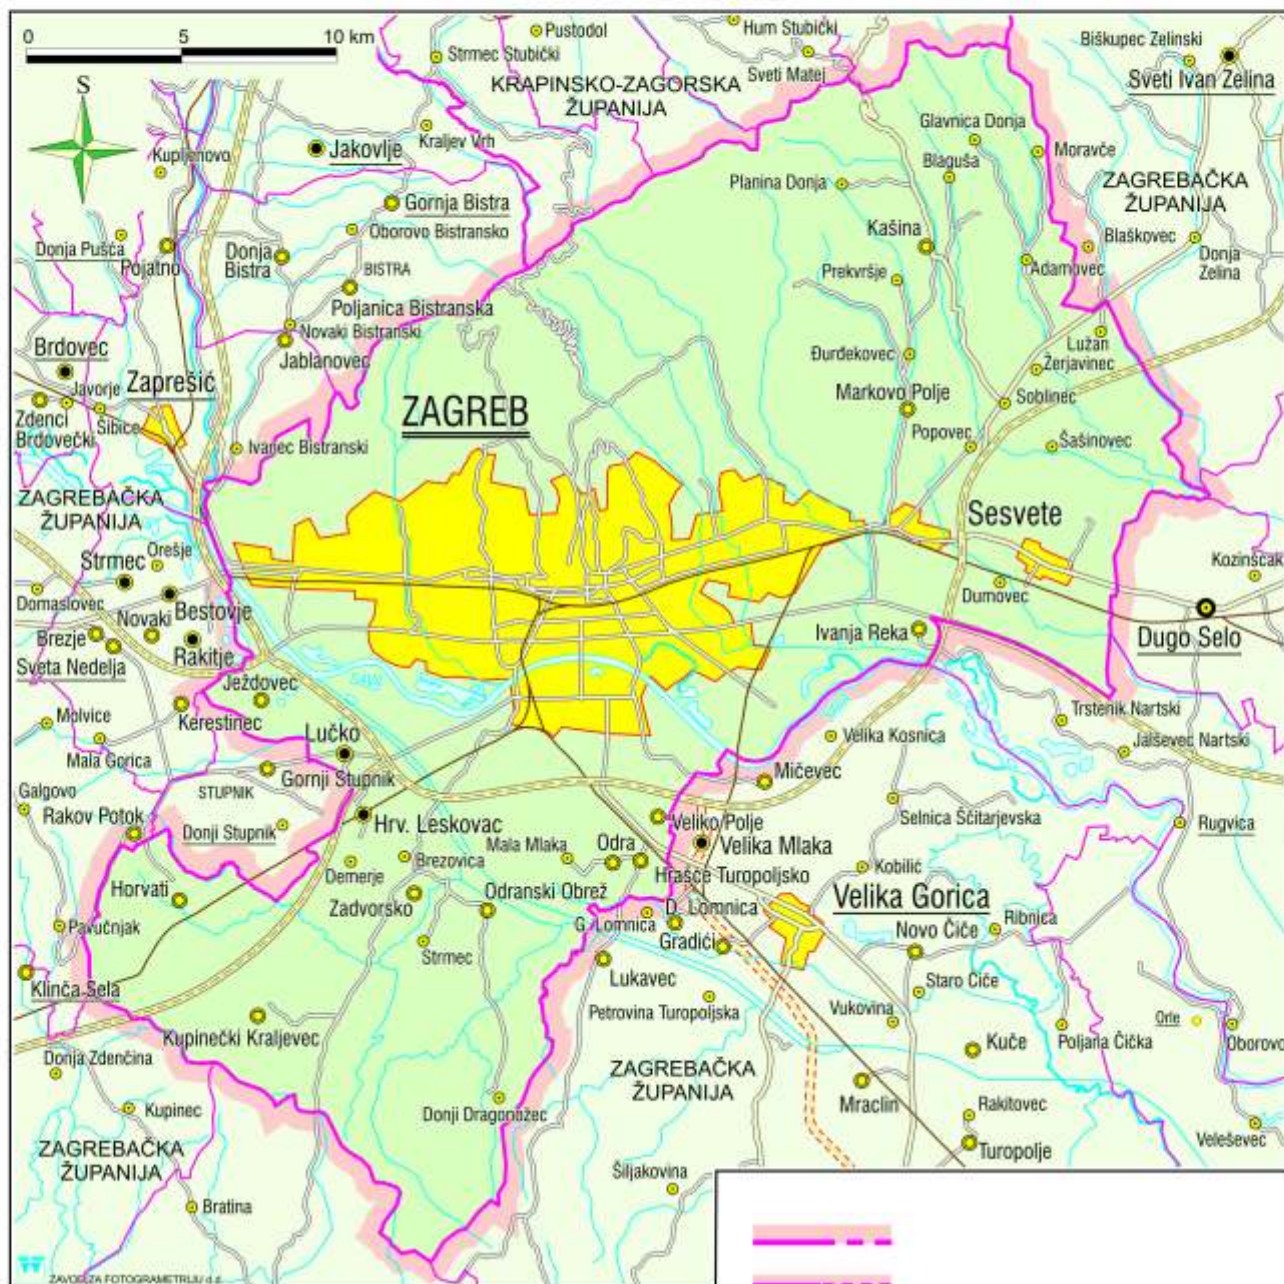 0 5 10 km
S
Pustodol
Hum Stubički
Strmec Stubički
Sveti Matej
Biškupec Zelinski
Sveti Ivan Zelina
KRAPINSKO-ZAGORSKA
ŽUPANIJA
Kraljev Vrh
Glavnica Donja
Jakovlje
Kupljenovo
Blaguša
Moravče
Planina Donja
ZAGREBAČKA
ŽUPANIJA
Gornja Bistra
Oborovo Bistransko
Kašina
Donja Pušća
Pojatno
Donja
Bistra
BISTRA
Blaškovec
Donja
Zelina
Adamovec
Prekvršje
Poljanica Bistranska
Novaki Bistranski
Jablanovec
Lužan
Đurđekovec
Žerjavinec
Brdovec
Javorje
Zaprešić
Markovo Polje
Soblinec
Zdenci
Brdovečki
Šibice
ZAGREB
Popovec
Šašinovec
Ivanec Bistranski
ZAGREBAČKA
ŽUPANIJA
Sesvete
Orešje
Strmec
Kozinščak
Domaslovec
Bestovje
Dumovec
Novaki
Brezje
Rakitje
Ivanja Reka
Dugo Selo
Sveta Nedelja
Ježdovec
SAVA
Kerestinec
Molvice
Trstenik Nartski
Lučko
Velika Kosnica
Jalševec Nartski
Mala Gorica
Gornji Stupnik
Mičevec
STUPNIK
Galgovo
Rakov Potok
Selnica Ščitarjevska
Donji Stupnik
Hrv. Leskovac
Veliko Polje
Rugvica
Velika Mlaka
Mala Mlaka
Odra
Brezovica
Demerje
Kobilić
Hrašće Turopoljsko
Horvati
Zadvorsko
Odranski Obrež
Velika Gorica
D. Lomnica
G. Lomnica
Ribnica
Pavučnjak
Novo Čiče
Gradići
Strmec
Lukavec
Klinča Sela
Staro Čiče
Petrovina Turopoljska
Vukovina
Orle
Kupinečki Kraljevec
Kuče
Poljana Čička
Oborovo
Donja Zdenčina
ZAGREBAČKA
ŽUPANIJA
Kupinec
Donji Dragonožec
Mraclin
Rakitovec
Turopolje
Veleševec
ZAGREBAČKA
ŽUPANIJA
Šiljakovina
Bratina
ZAVOD ZA FOTOGRAMETRIJU d.d.